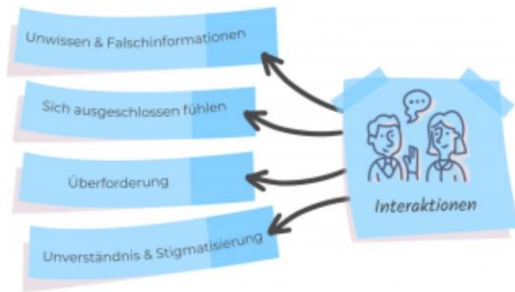 Unwissen & Falschinformationen
Sich ausgeschlossen fühlen
Überforderung
Unverständnis & Stigmatisierung
Interaktionen